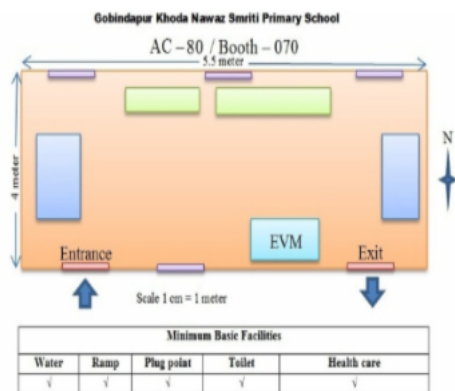 Gobindapur Khoda Nawaz Smriti Primary School
AC – 80 / Booth – 070
5.5 meter
4 meter
N
EVM
Entrance
Exit
Scale 1 cm = 1 meter
Minimum Basic Facilities
Water Ramp Plug point Toilet Health care
√ √ √ √ √